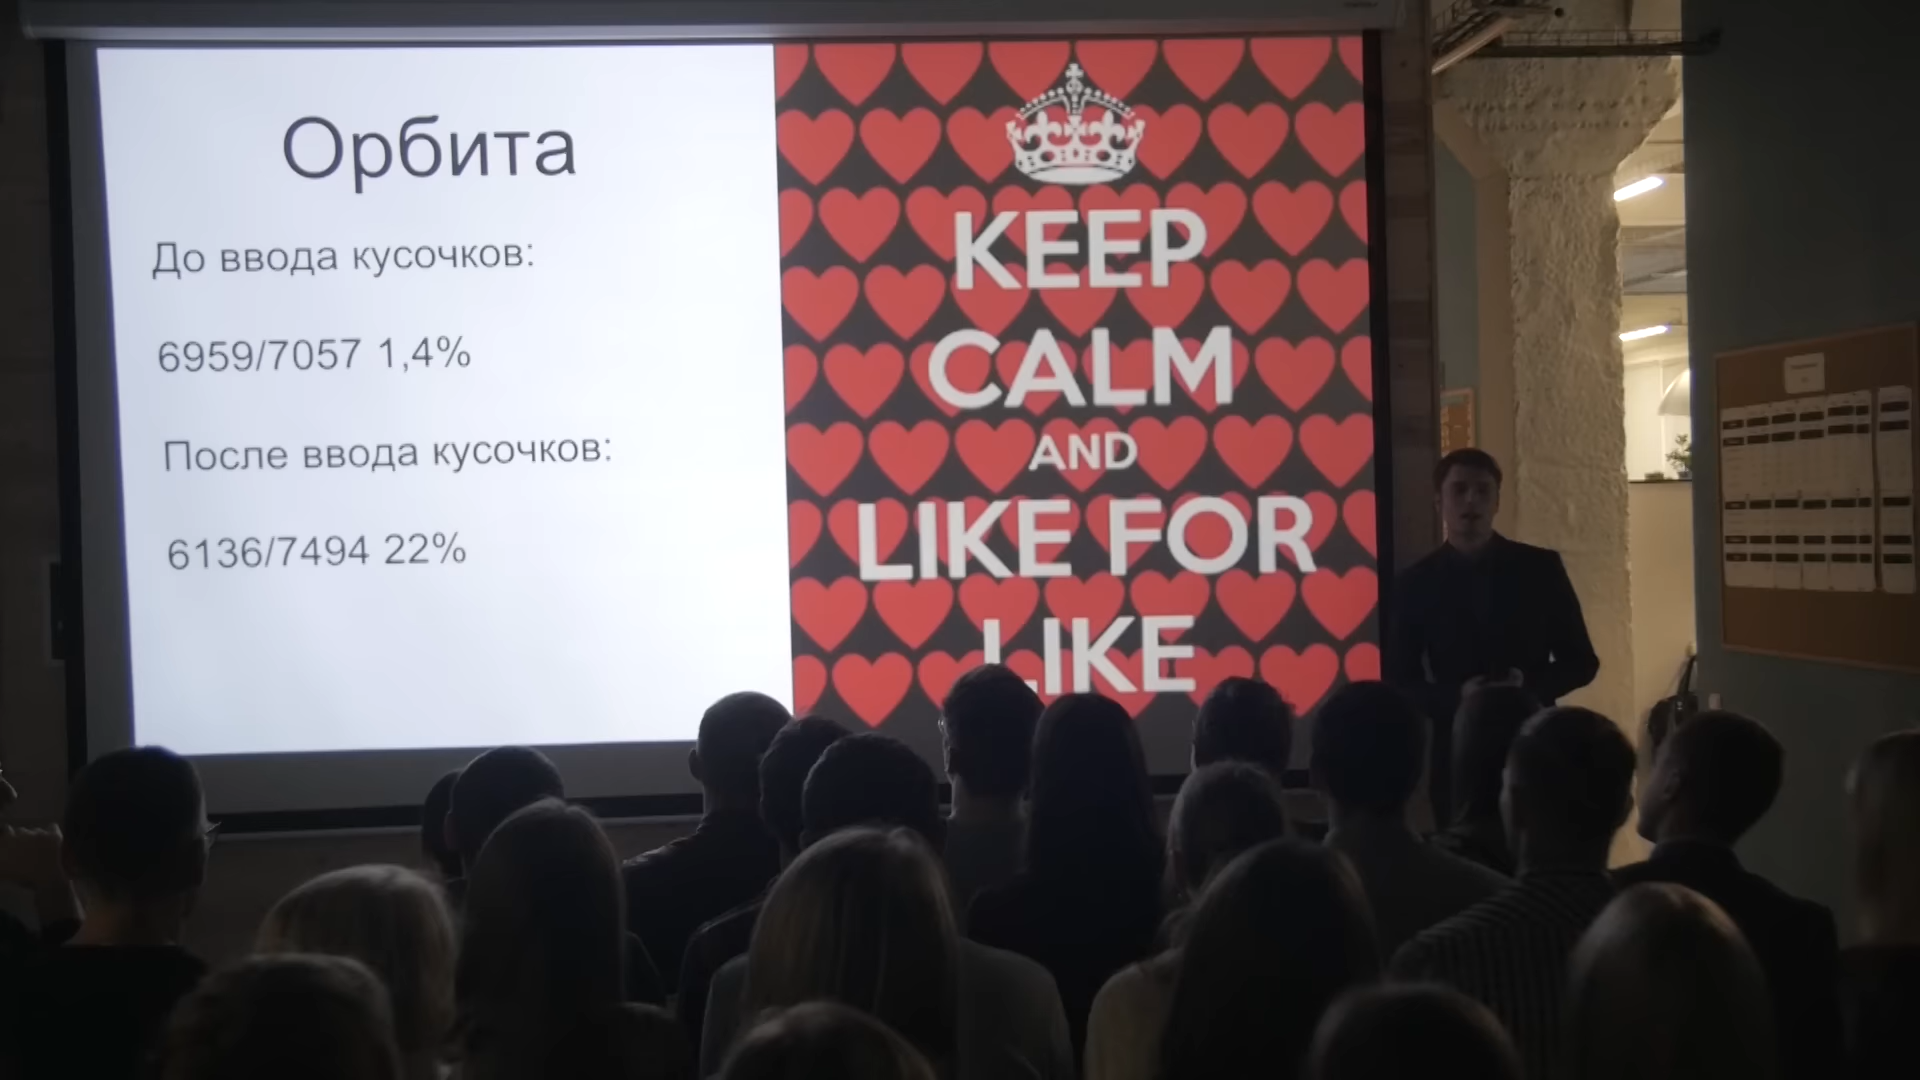 Орбита
До ввода кусочков:
6959/7057 1,4%
После ввода кусочков:
6136/7494 22%
KEEP
CALM
AND
LIKE FOR
LIKE